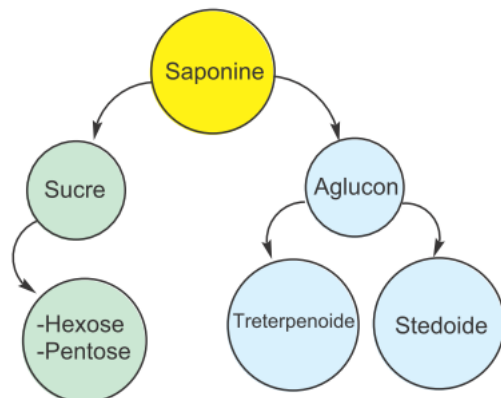 Saponine
Sucre
Aglucon
-Hexose
-Pentose
Treterpenoide
Stedoide